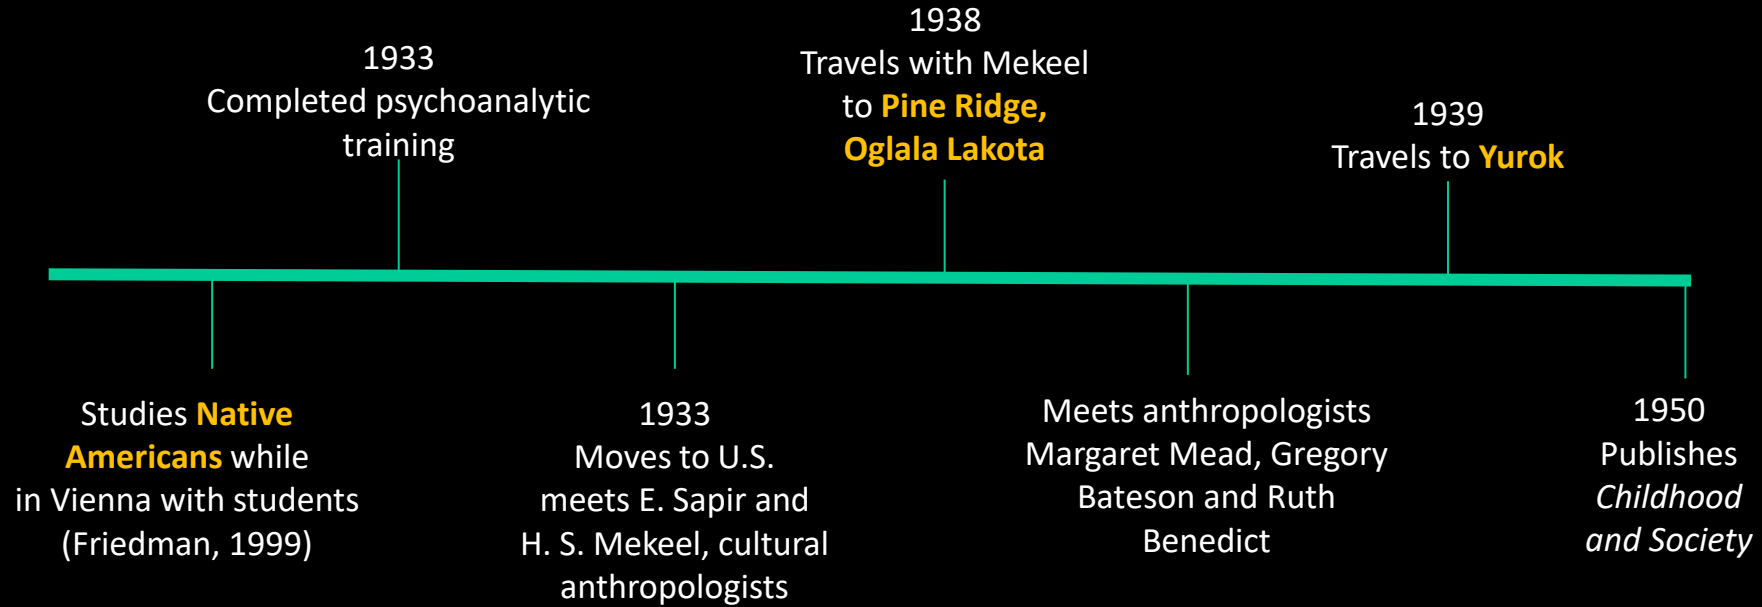 Studies Native
Americans while
in Vienna with students
(Friedman, 1999)
1933
Completed psychoanalytic
training
1933
Moves to U.S.
meets E. Sapir and
H. S. Mekeel, cultural
anthropologists
1938
Travels with Mekeel
to Pine Ridge,
Oglala Lakota
Meets anthropologists
Margaret Mead, Gregory
Bateson and Ruth
Benedict
1939
Travels to Yurok
1950
Publishes
Childhood
and Society